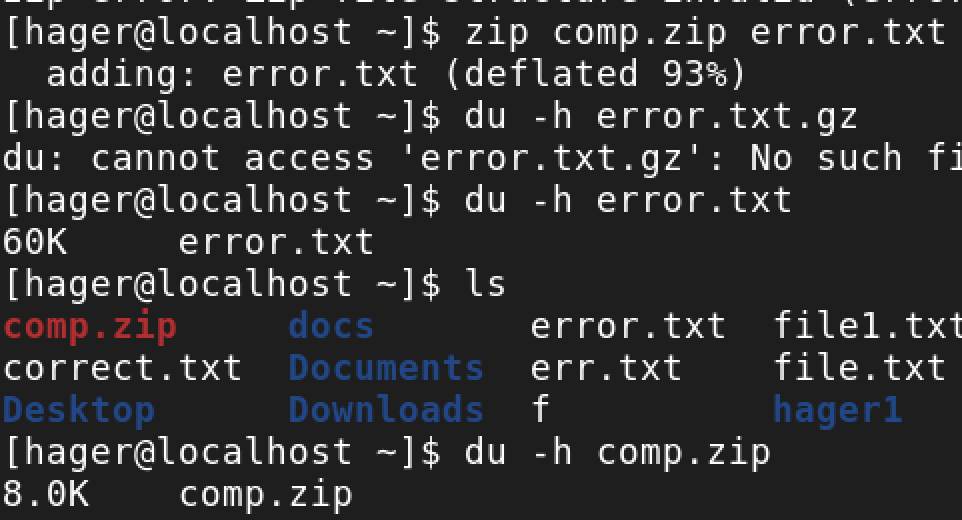 [hager@localhost ~]$ zip comp.zip error.txt
  adding: error.txt (deflated 93%)
[hager@localhost ~]$ du -h error.txt.gz
du: cannot access 'error.txt.gz': No such
[hager@localhost ~]$ du -h error.txt
60K     error.txt
[hager@localhost ~]$ ls
comp.zip     docs       error.txt  file1.txt
correct.txt  Documents  err.txt    file.txt
Desktop      Downloads  f          hager1
[hager@localhost ~]$ du -h comp.zip
8.0K    comp.zip